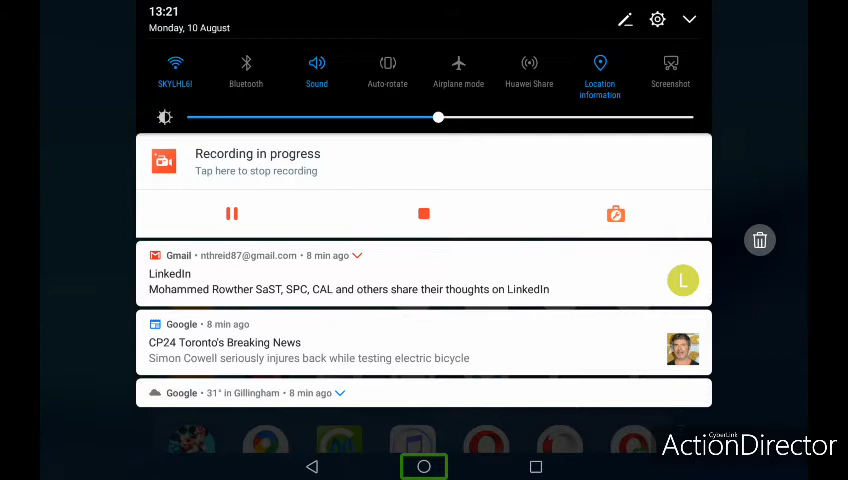 13:21
Monday, 10 August
SKYLHL6I
Bluetooth
Sound
Auto-rotate
Airplane mode
Huawei Share
Location
information
Screenshot
Recording in progress
Tap here to stop recording
Gmail • nthreid87@gmail.com • 8 min ago
LinkedIn
Mohammed Rowther SaST, SPC, CAL and others share their thoughts on LinkedIn
L
Google • 8 min ago
CP24 Toronto's Breaking News
Simon Cowell seriously injures back while testing electric bicycle
Google • 31° in Gillingham • 8 min ago
CyberLink
ActionDirector